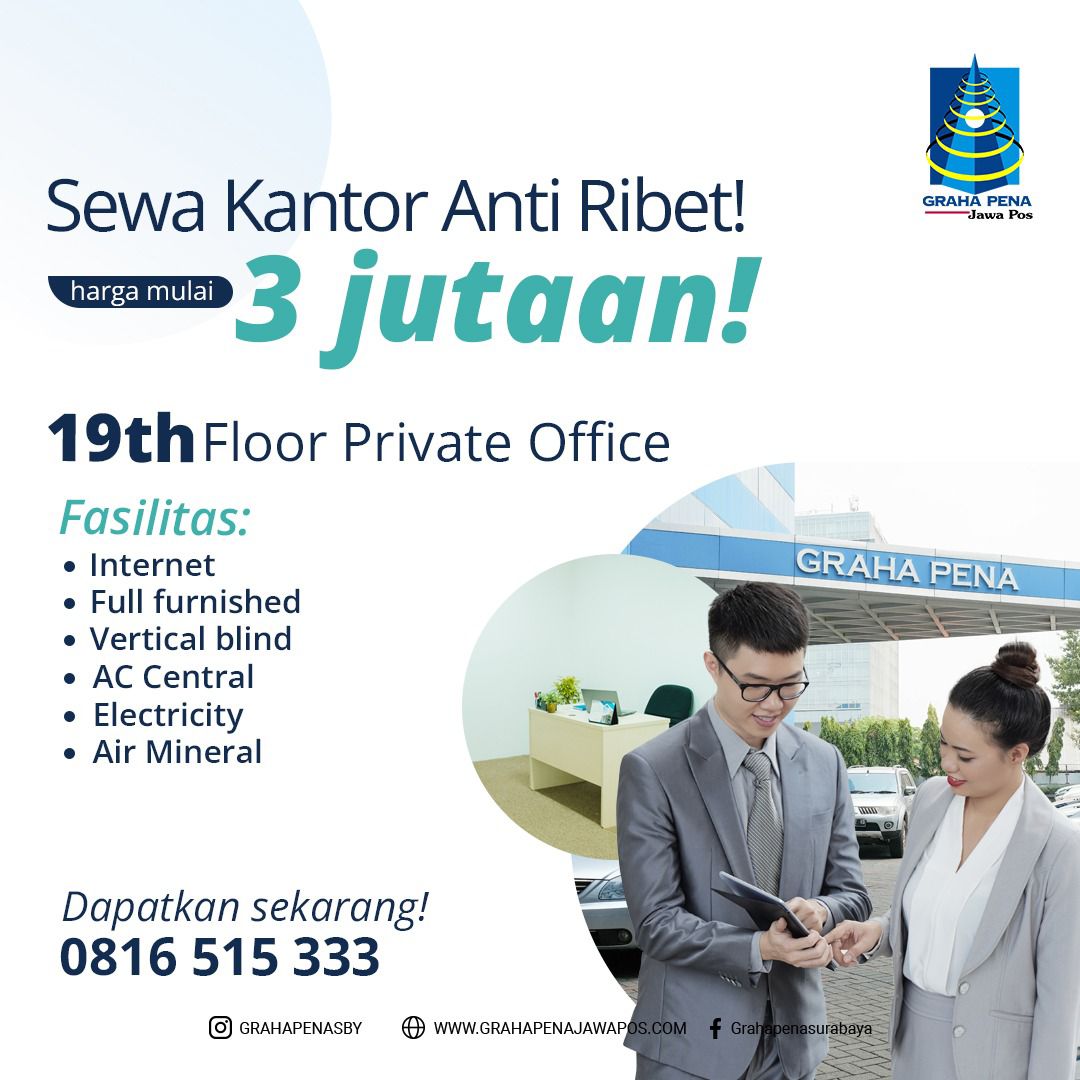 GRAHA PENA
Jawa Pos
Sewa Kantor Anti Ribet!
harga mulai 3 jutaan!
19th Floor Private Office
Fasilitas:
• Internet
• Full furnished
• Vertical blind
• AC Central
• Electricity
• Air Mineral
GRAHA PENA
Dapatkan sekarang!
0816 515 333
GRAHAPENASBY WWW.GRAHAPENAJAWAPOS.COM Grahapenasurabaya